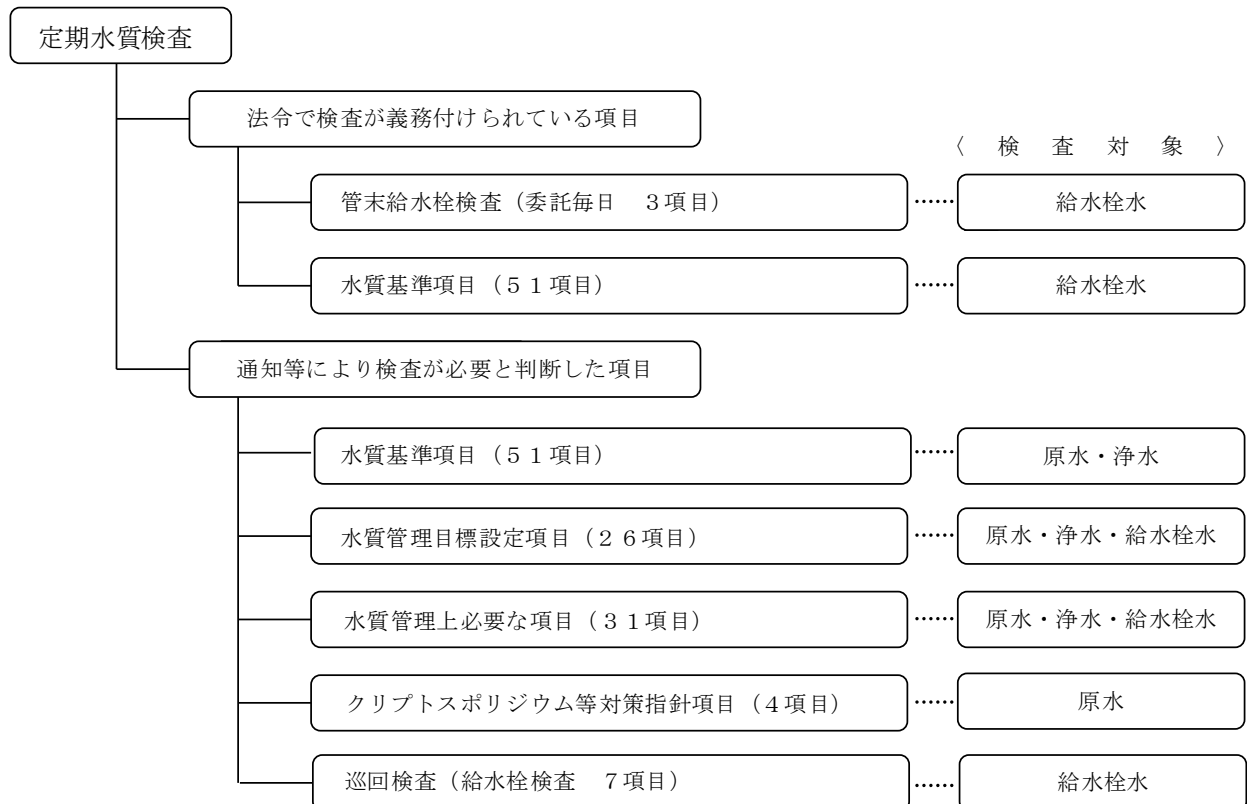 定期水質検査
法令で検査が義務付けられている項目
〈 検 査 対 象 〉
管末給水栓検査（委託毎日　３項目） …… 給水栓水
水質基準項目（５１項目） …… 給水栓水
通知等により検査が必要と判断した項目
水質基準項目（５１項目） …… 原水・浄水
水質管理目標設定項目（２６項目） …… 原水・浄水・給水栓水
水質管理上必要な項目（３１項目） …… 原水・浄水・給水栓水
クリプトスポリジウム等対策指針項目（４項目） …… 原水
巡回検査（給水栓検査　７項目） …… 給水栓水